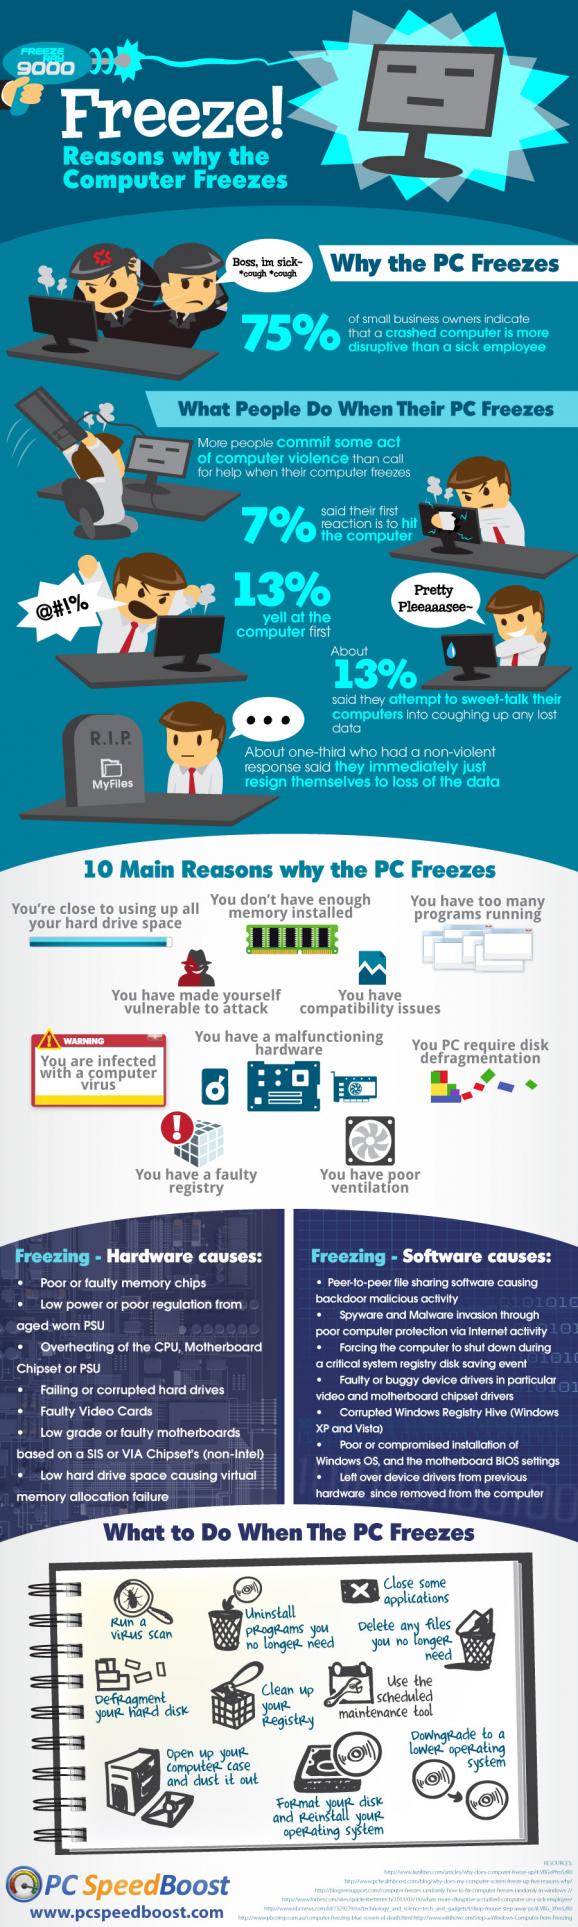 FREEZE
RAY
9000
Freeze!
Reasons why the
Computer Freezes
Boss, im sick~
*cough *cough
Why the PC Freezes
75%
of small business owners indicate
that a crashed computer is more
disruptive than a sick employee
What People Do When Their PC Freezes
More people commit some act
of computer violence than call
for help when their computer freezes
7%
said their first
reaction is to hit
the computer
@#!%
13%
yell at the
computer first
Pretty
Pleeaaasee~
About
13%
said they attempt to sweet-talk their
computers into coughing up any lost
data
R.I.P.
MyFiles
...
About one-third who had a non-violent
response said they immediately just
resign themselves to loss of the data
10 Main Reasons why the PC Freezes
You're close to using up all
your hard drive space
You don't have enough
memory installed
You have too many
programs running
You have made yourself
vulnerable to attack
You have
compatibility issues
WARNING
You are infected
with a computer
virus
You have a malfunctioning
hardware
You PC require disk
defragmentation
You have a faulty
registry
You have poor
ventilation
Freezing - Hardware causes:
• Poor or faulty memory chips
• Low power or poor regulation from
aged worn PSU
• Overheating of the CPU, Motherboard
Chipset or PSU
• Failing or corrupted hard drives
• Faulty Video Cards
• Low grade or faulty motherboards
based on a SIS or VIA Chipset's (non-Intel)
• Low hard drive space causing virtual
memory allocation failure
Freezing - Software causes:
• Peer-to-peer file sharing software causing
backdoor malicious activity
• Spyware and Malware invasion through
poor computer protection via Internet activity
• Forcing the computer to shut down during
a critical system registry disk saving event
• Faulty or buggy device drivers in particular
video and motherboard chipset drivers
• Corrupted Windows Registry Hive (Windows
XP and Vista)
• Poor or compromised installation of
Windows OS, and the motherboard BIOS settings
• Left over device drivers from previous
hardware since removed from the computer
What to Do When The PC Freezes
Run a
virus scan
Uninstall
programs you
no longer need
Close some
applications
Delete any files
you no longer
need
Defragment
your hard disk
Clean up
your
Registry
Use the
scheduled
maintenance tool
Open up your
computer case
and dust it out
Format your disk
and reinstall your
operating system
Downgrade to a
lower operating
system
PC SpeedBoost
www.pcspeedboost.com
RESOURCES: